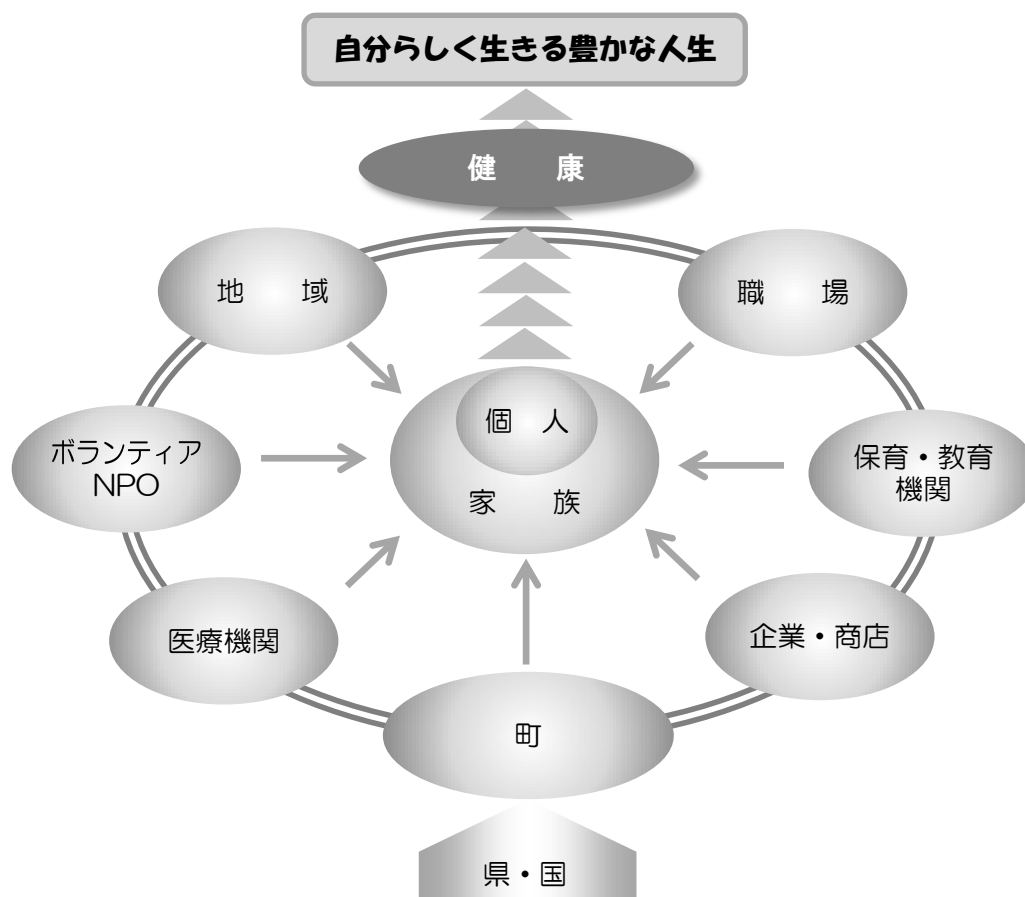 自分らしく生きる豊かな人生
健　康
地　域
職　場
個　人
ボランティア
NPO
保育・教育
機関
家　族
医療機関
企業・商店
町
県・国